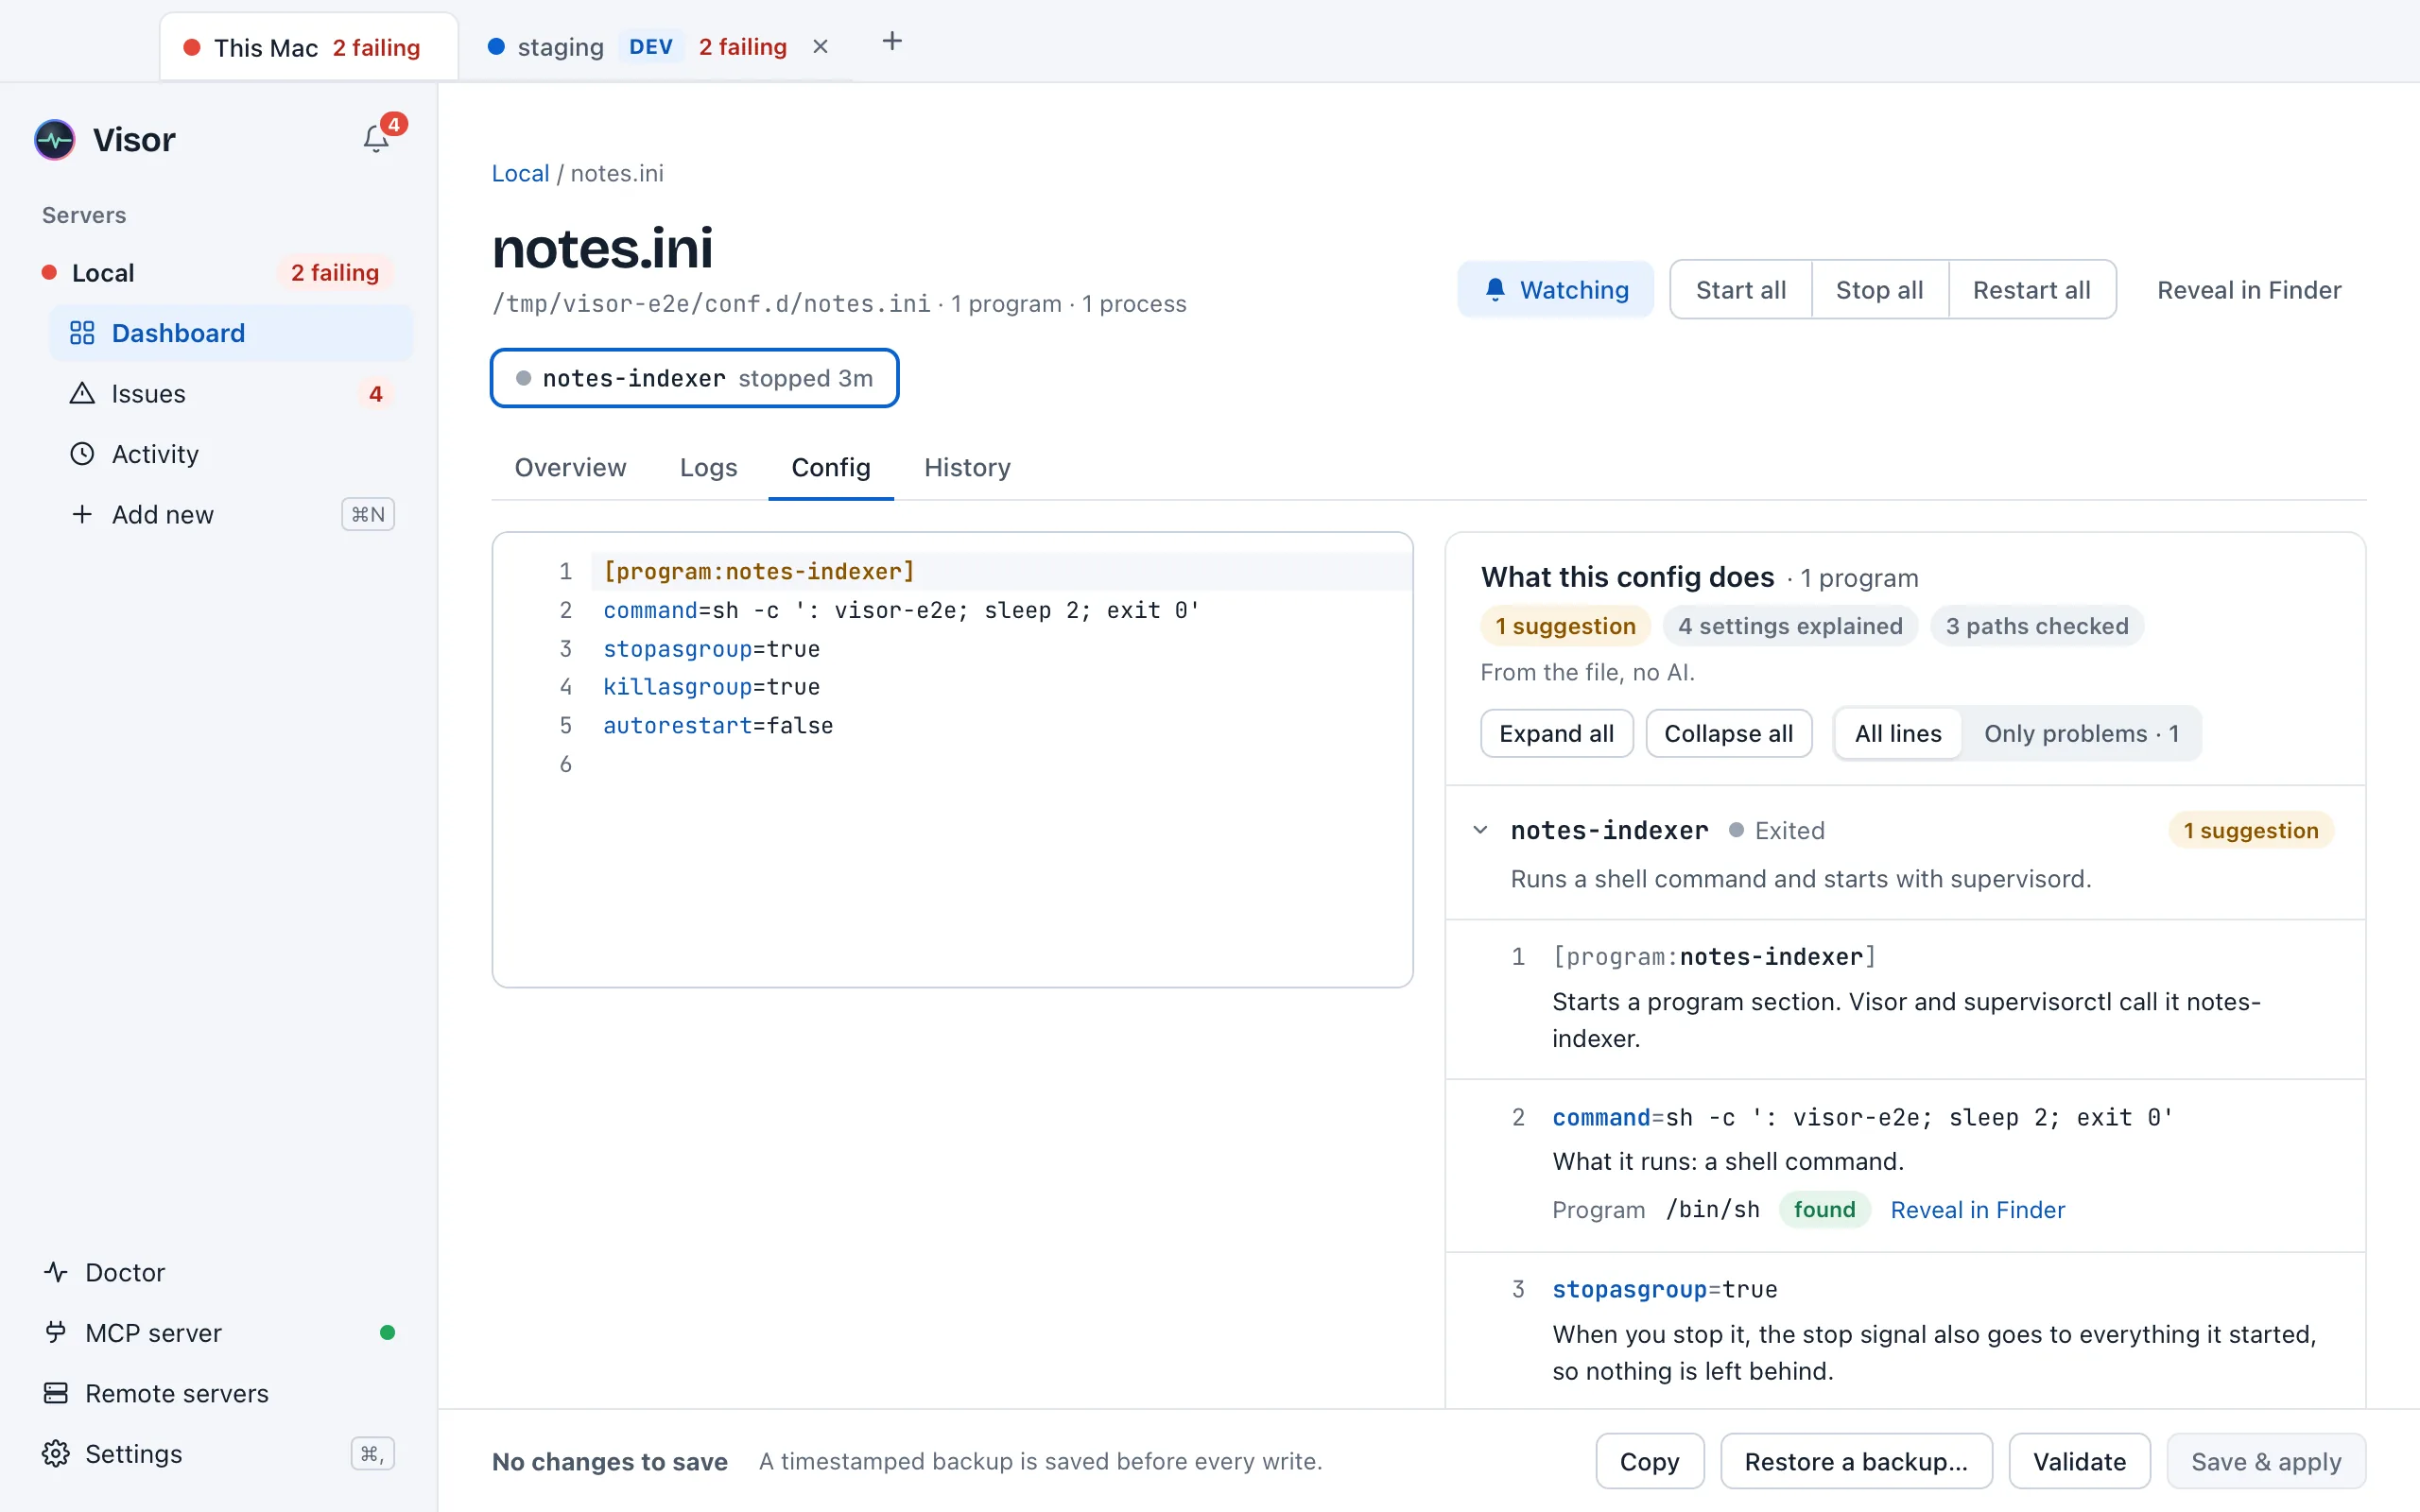 This Mac 2 failing
staging DEV 2 failing
Visor
4
Servers
Local 2 failing
Dashboard
Issues 4
Activity
Add new ⌘N
Doctor
MCP server
Remote servers
Settings ⌘,
Local / notes.ini
notes.ini
/tmp/visor-e2e/conf.d/notes.ini · 1 program · 1 process
Watching
Start all
Stop all
Restart all
Reveal in Finder
notes-indexer stopped 3m
Overview
Logs
Config
History
1 [program:notes-indexer]
2 command=sh -c ': visor-e2e; sleep 2; exit 0'
3 stopasgroup=true
4 killasgroup=true
5 autorestart=false
6
What this config does · 1 program
1 suggestion
4 settings explained
3 paths checked
From the file, no AI.
Expand all
Collapse all
All lines
Only problems · 1
notes-indexer Exited 1 suggestion
Runs a shell command and starts with supervisord.
1 [program:notes-indexer]
Starts a program section. Visor and supervisorctl call it notes-
indexer.
2 command=sh -c ': visor-e2e; sleep 2; exit 0'
What it runs: a shell command.
Program /bin/sh found Reveal in Finder
3 stopasgroup=true
When you stop it, the stop signal also goes to everything it started,
so nothing is left behind.
No changes to save A timestamped backup is saved before every write.
Copy
Restore a backup...
Validate
Save & apply